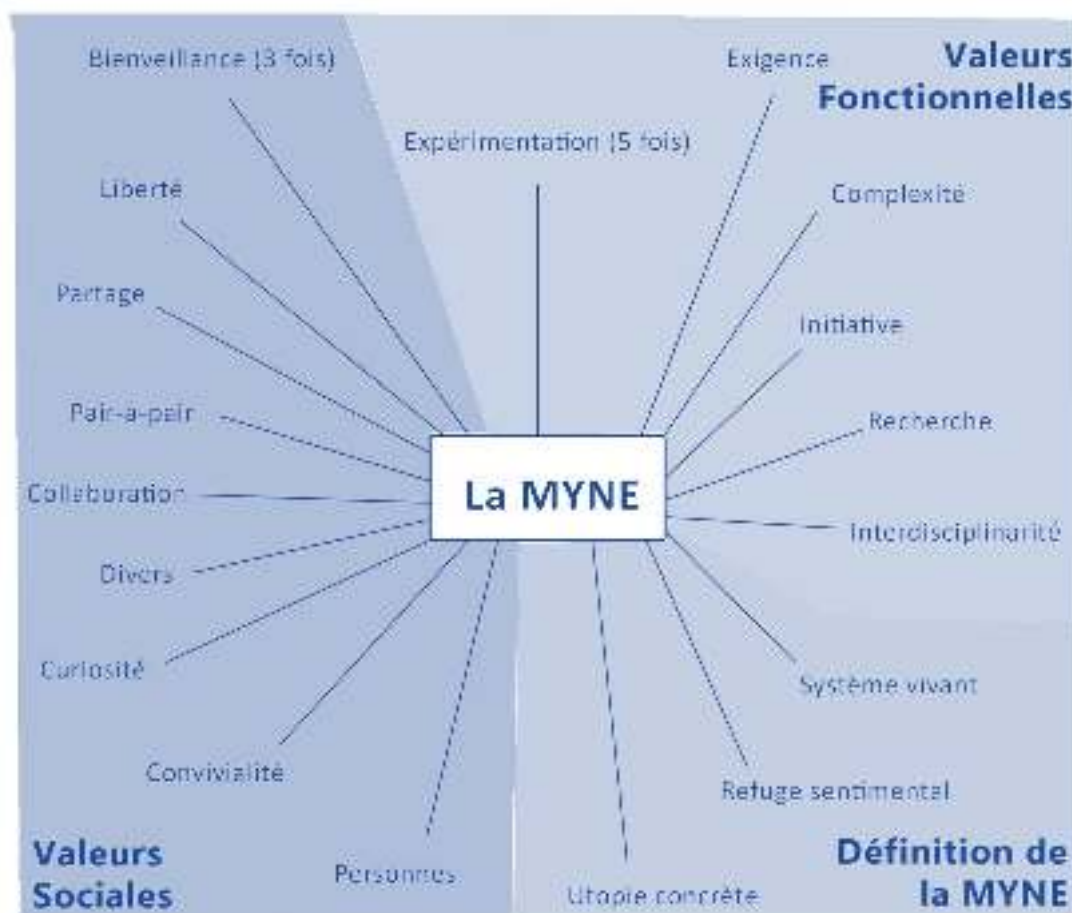 Bienveillance (3 fois)
Exigence
Valeurs
Fonctionnelles
Expérimentation (5 fois)
Liberté
Complexité
Partage
Initiative
Pair-a-pair
Recherche
La MYNE
Collaboration
Interdisciplinarité
Divers
Curiosité
Système vivant
Convivialité
Refuge sentimental
Valeurs
Sociales
Personnes
Utopie concrète
Définition de
la MYNE